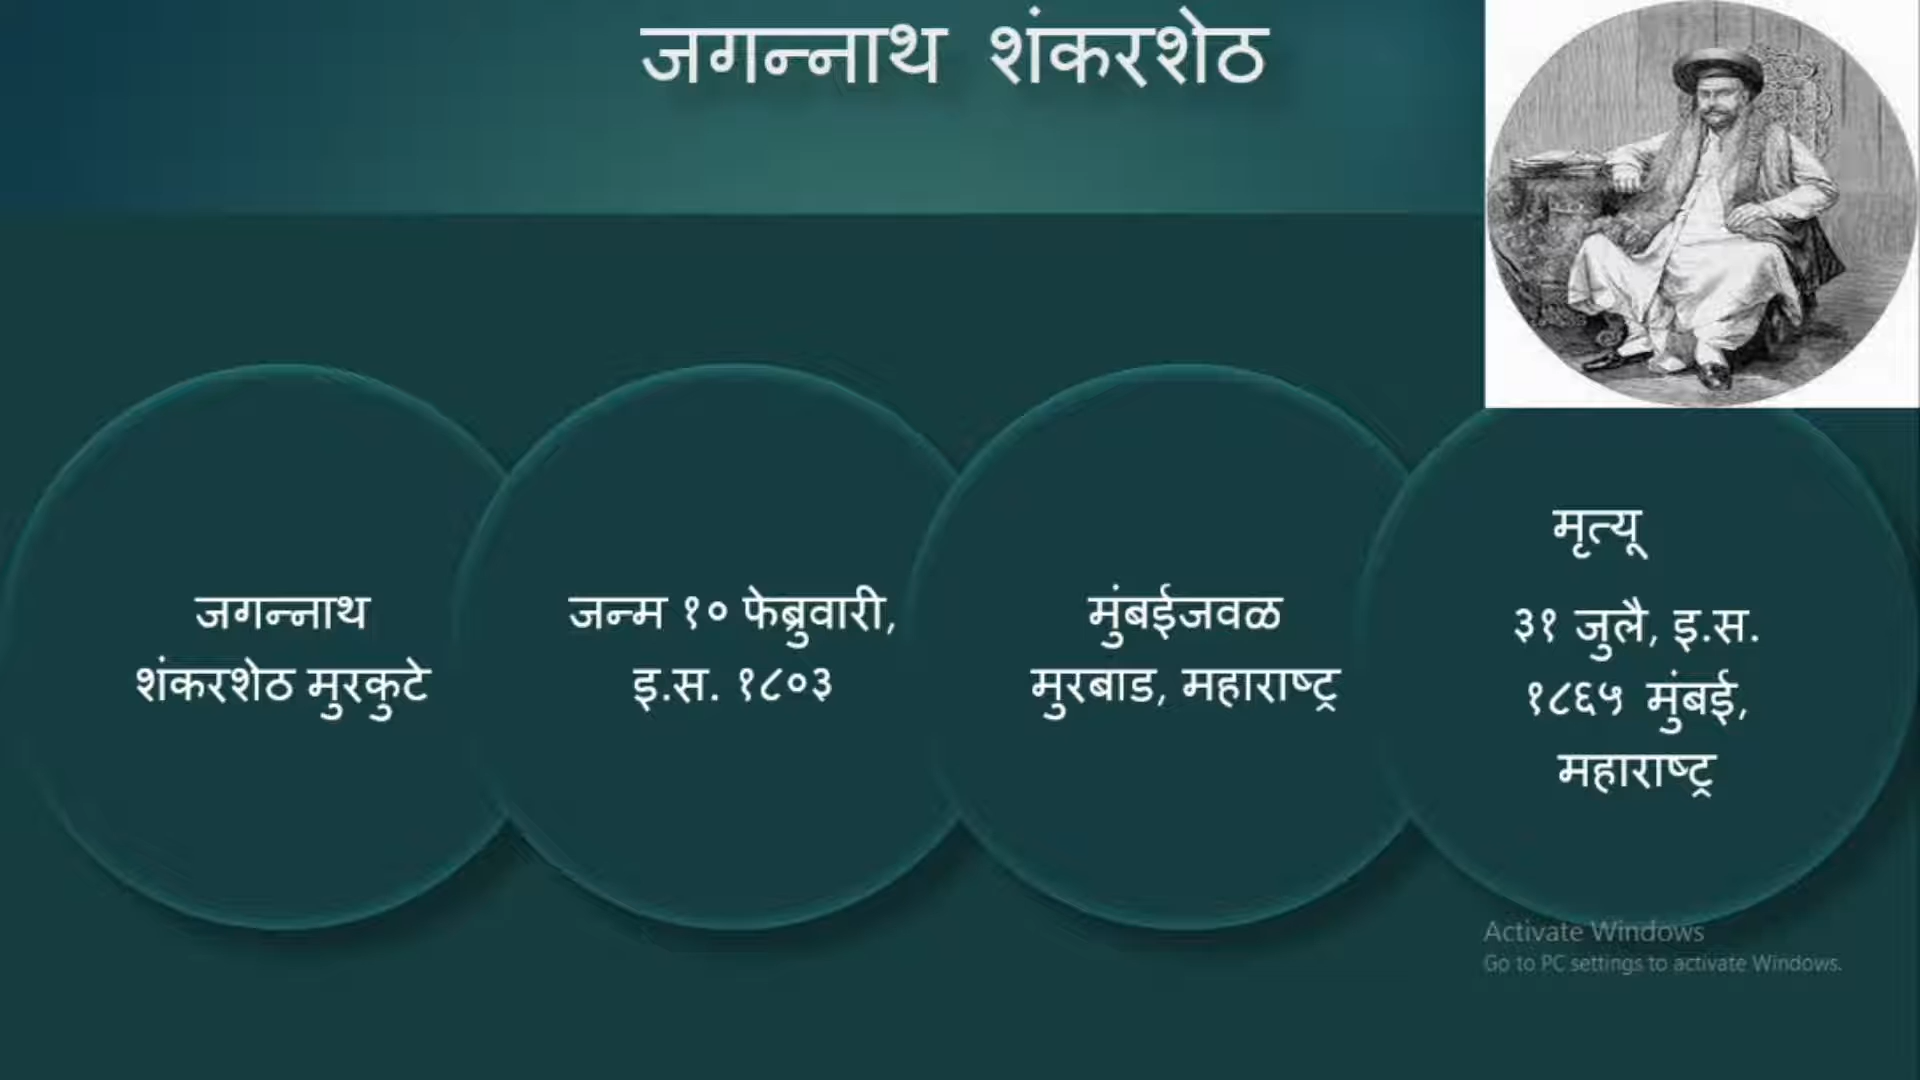 जगन्नाथ शंकरशेठ
जगन्नाथ
शंकरशेठ मुरकुटे
जन्म १० फेब्रुवारी,
इ.स. १८०३
मुंबईजवळ
मुरबाड, महाराष्ट्र
मृत्यू
३१ जुलै, इ.स.
१८६५ मुंबई,
महाराष्ट्र
Activate Windows
Go to PC settings to activate Windows.